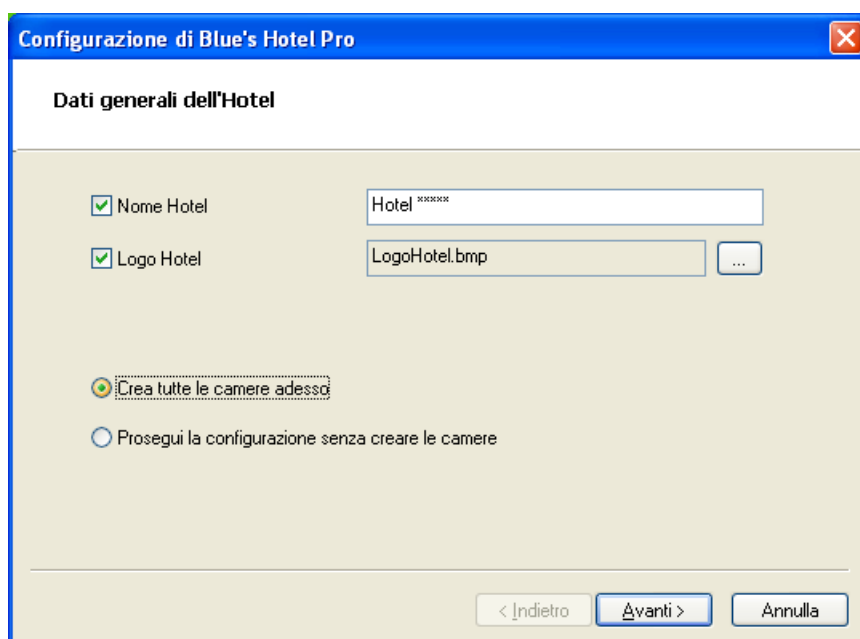 Configurazione di Blue's Hotel Pro
Dati generali dell'Hotel
Nome Hotel
Hotel *****
Logo Hotel
LogoHotel.bmp
...
Crea tutte le camere adesso
Prosegui la configurazione senza creare le camere
< Indietro
Avanti >
Annulla